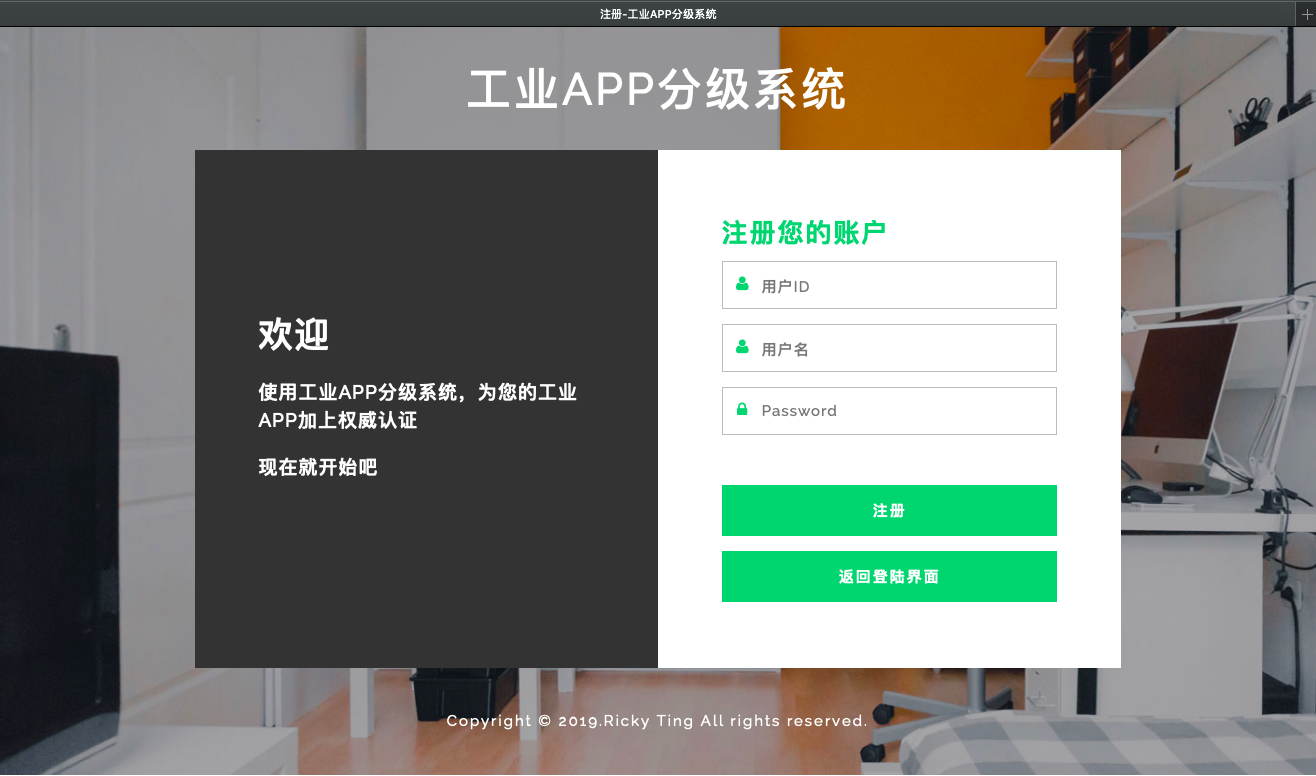 注册-工业APP分级系统
工业APP分级系统
欢迎
使用工业APP分级系统，为您的工业
APP加上权威认证
现在就开始吧
注册您的账户
用户ID
用户名
Password
注册
返回登陆界面
Copyright © 2019.Ricky Ting All rights reserved.